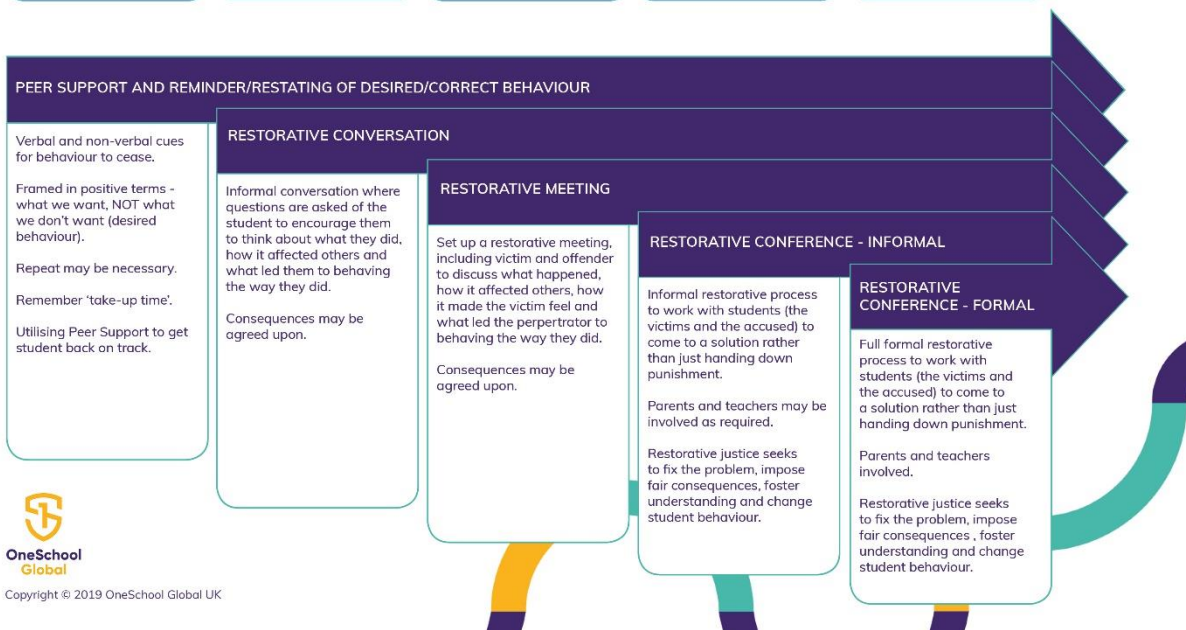 PEER SUPPORT AND REMINDER/RESTATING OF DESIRED/CORRECT BEHAVIOUR
Verbal and non-verbal cues
for behaviour to cease.
Framed in positive terms -
what we want, NOT what
we don't want (desired
behaviour).
Repeat may be necessary.
Remember 'take-up time'.
Utilising Peer Support to get
student back on track.
RESTORATIVE CONVERSATION
Informal conversation where
questions are asked of the
student to encourage them
to think about what they did,
how it affected others and
what led them to behaving
the way they did.
Consequences may be
agreed upon.
RESTORATIVE MEETING
Set up a restorative meeting,
including victim and offender
to discuss what happened,
how it affected others, how
it made the victim feel and
what led the perpertrator to
behaving the way they did.
Consequences may be
agreed upon.
RESTORATIVE CONFERENCE - INFORMAL
Informal restorative process
to work with students (the
victims and the accused) to
come to a solution rather
than just handing down
punishment.
Parents and teachers may be
involved as required.
Restorative justice seeks
to fix the problem, impose
fair consequences, foster
understanding and change
student behaviour.
RESTORATIVE
CONFERENCE - FORMAL
Full formal restorative
process to work with
students (the victims and
the accused) to come to
a solution rather than just
handing down punishment.
Parents and teachers
involved.
Restorative justice seeks
to fix the problem, impose
fair consequences , foster
understanding and change
student behaviour.
OneSchool
Global
Copyright © 2019 OneSchool Global UK